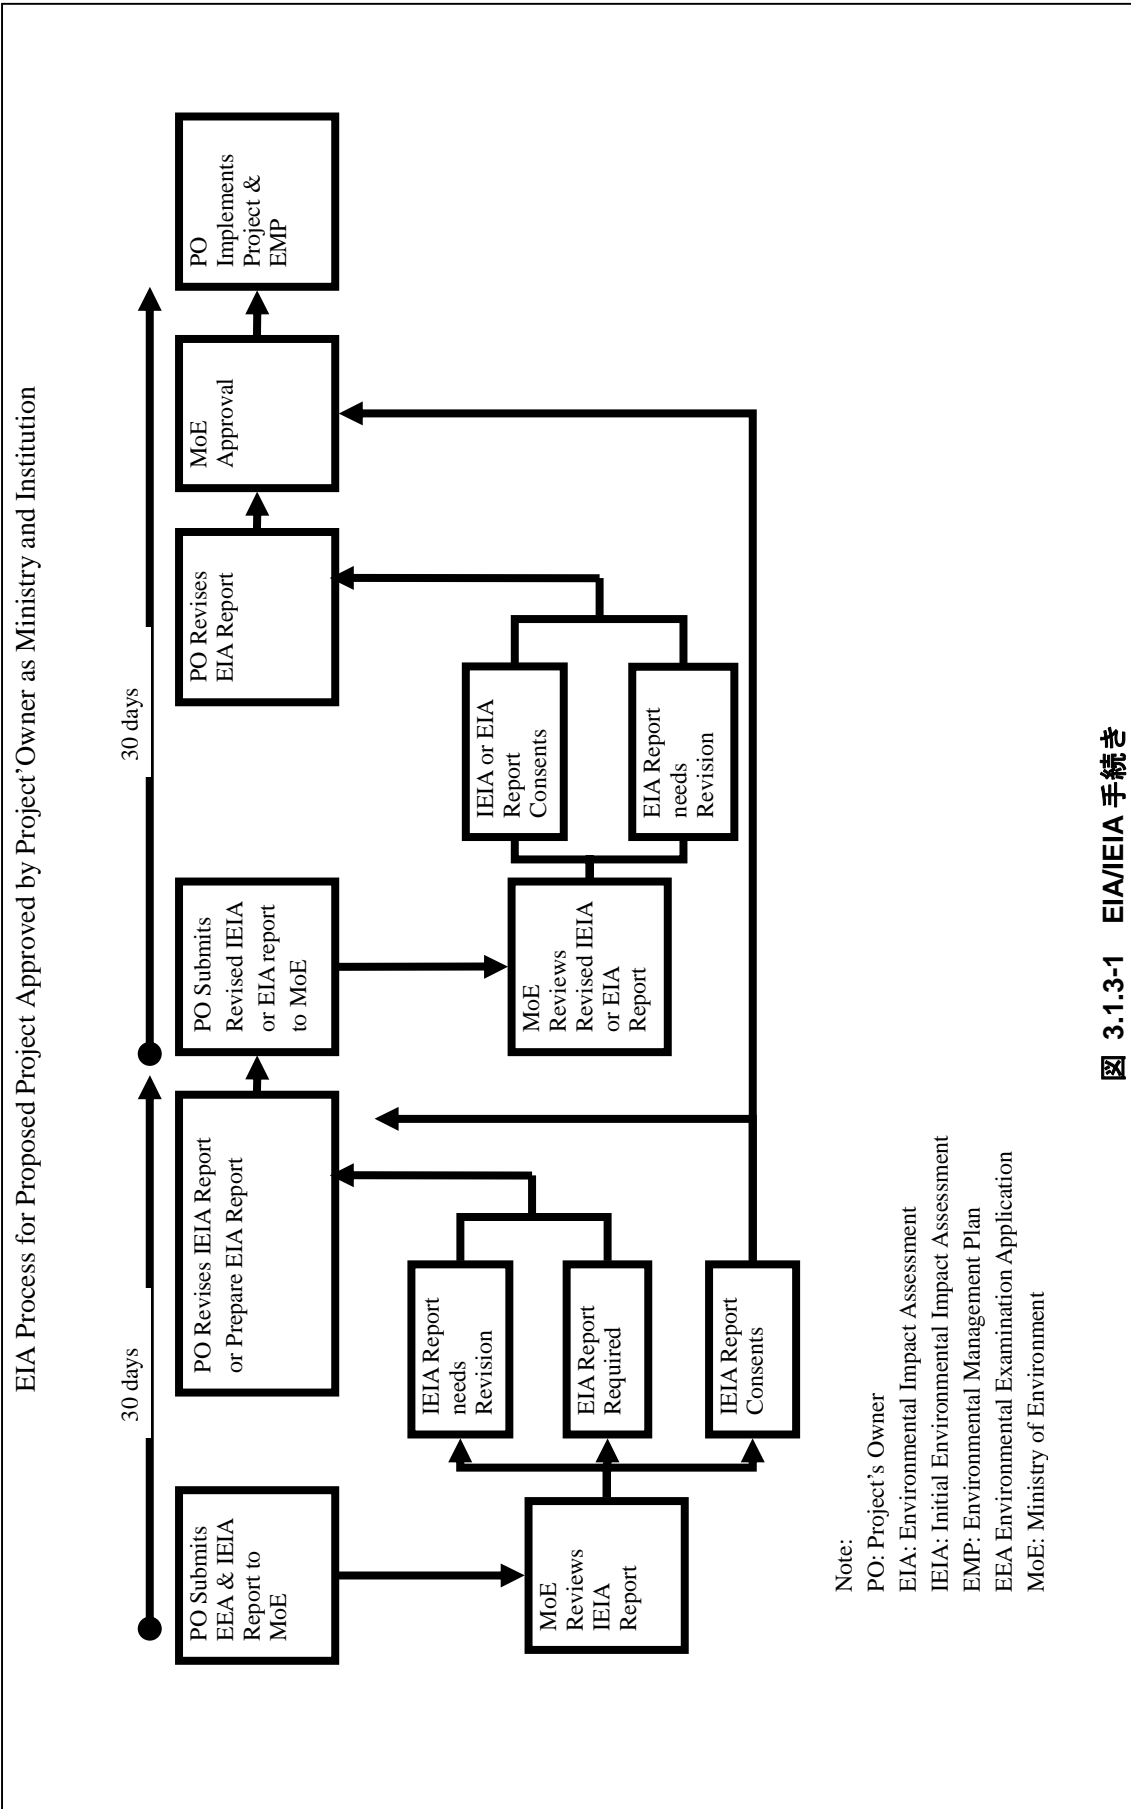 EIA Process for Proposed Project Approved by Project'Owner as Ministry and Institution
30 days
30 days
PO Submits
EEA & IEIA
Report to
MoE
PO Revises IEIA Report
or Prepare EIA Report
PO Submits
Revised IEIA
or EIA report
to MoE
PO Revises
EIA Report
MoE
Approval
PO
Implements
Project &
EMP
MoE
Reviews
IEIA
Report
IEIA Report
needs
Revision
EIA Report
Required
IEIA Report
Consents
MoE
Reviews
Revised IEIA
or EIA
Report
IEIA or EIA
Report
Consents
EIA Report
needs
Revision
Note:
PO: Project's Owner
EIA: Environmental Impact Assessment
IEIA: Initial Environmental Impact Assessment
EMP: Environmental Management Plan
EEA Environmental Examination Application
MoE: Ministry of Environment
図 3.1.3-1 EIA/IEIA 手続き